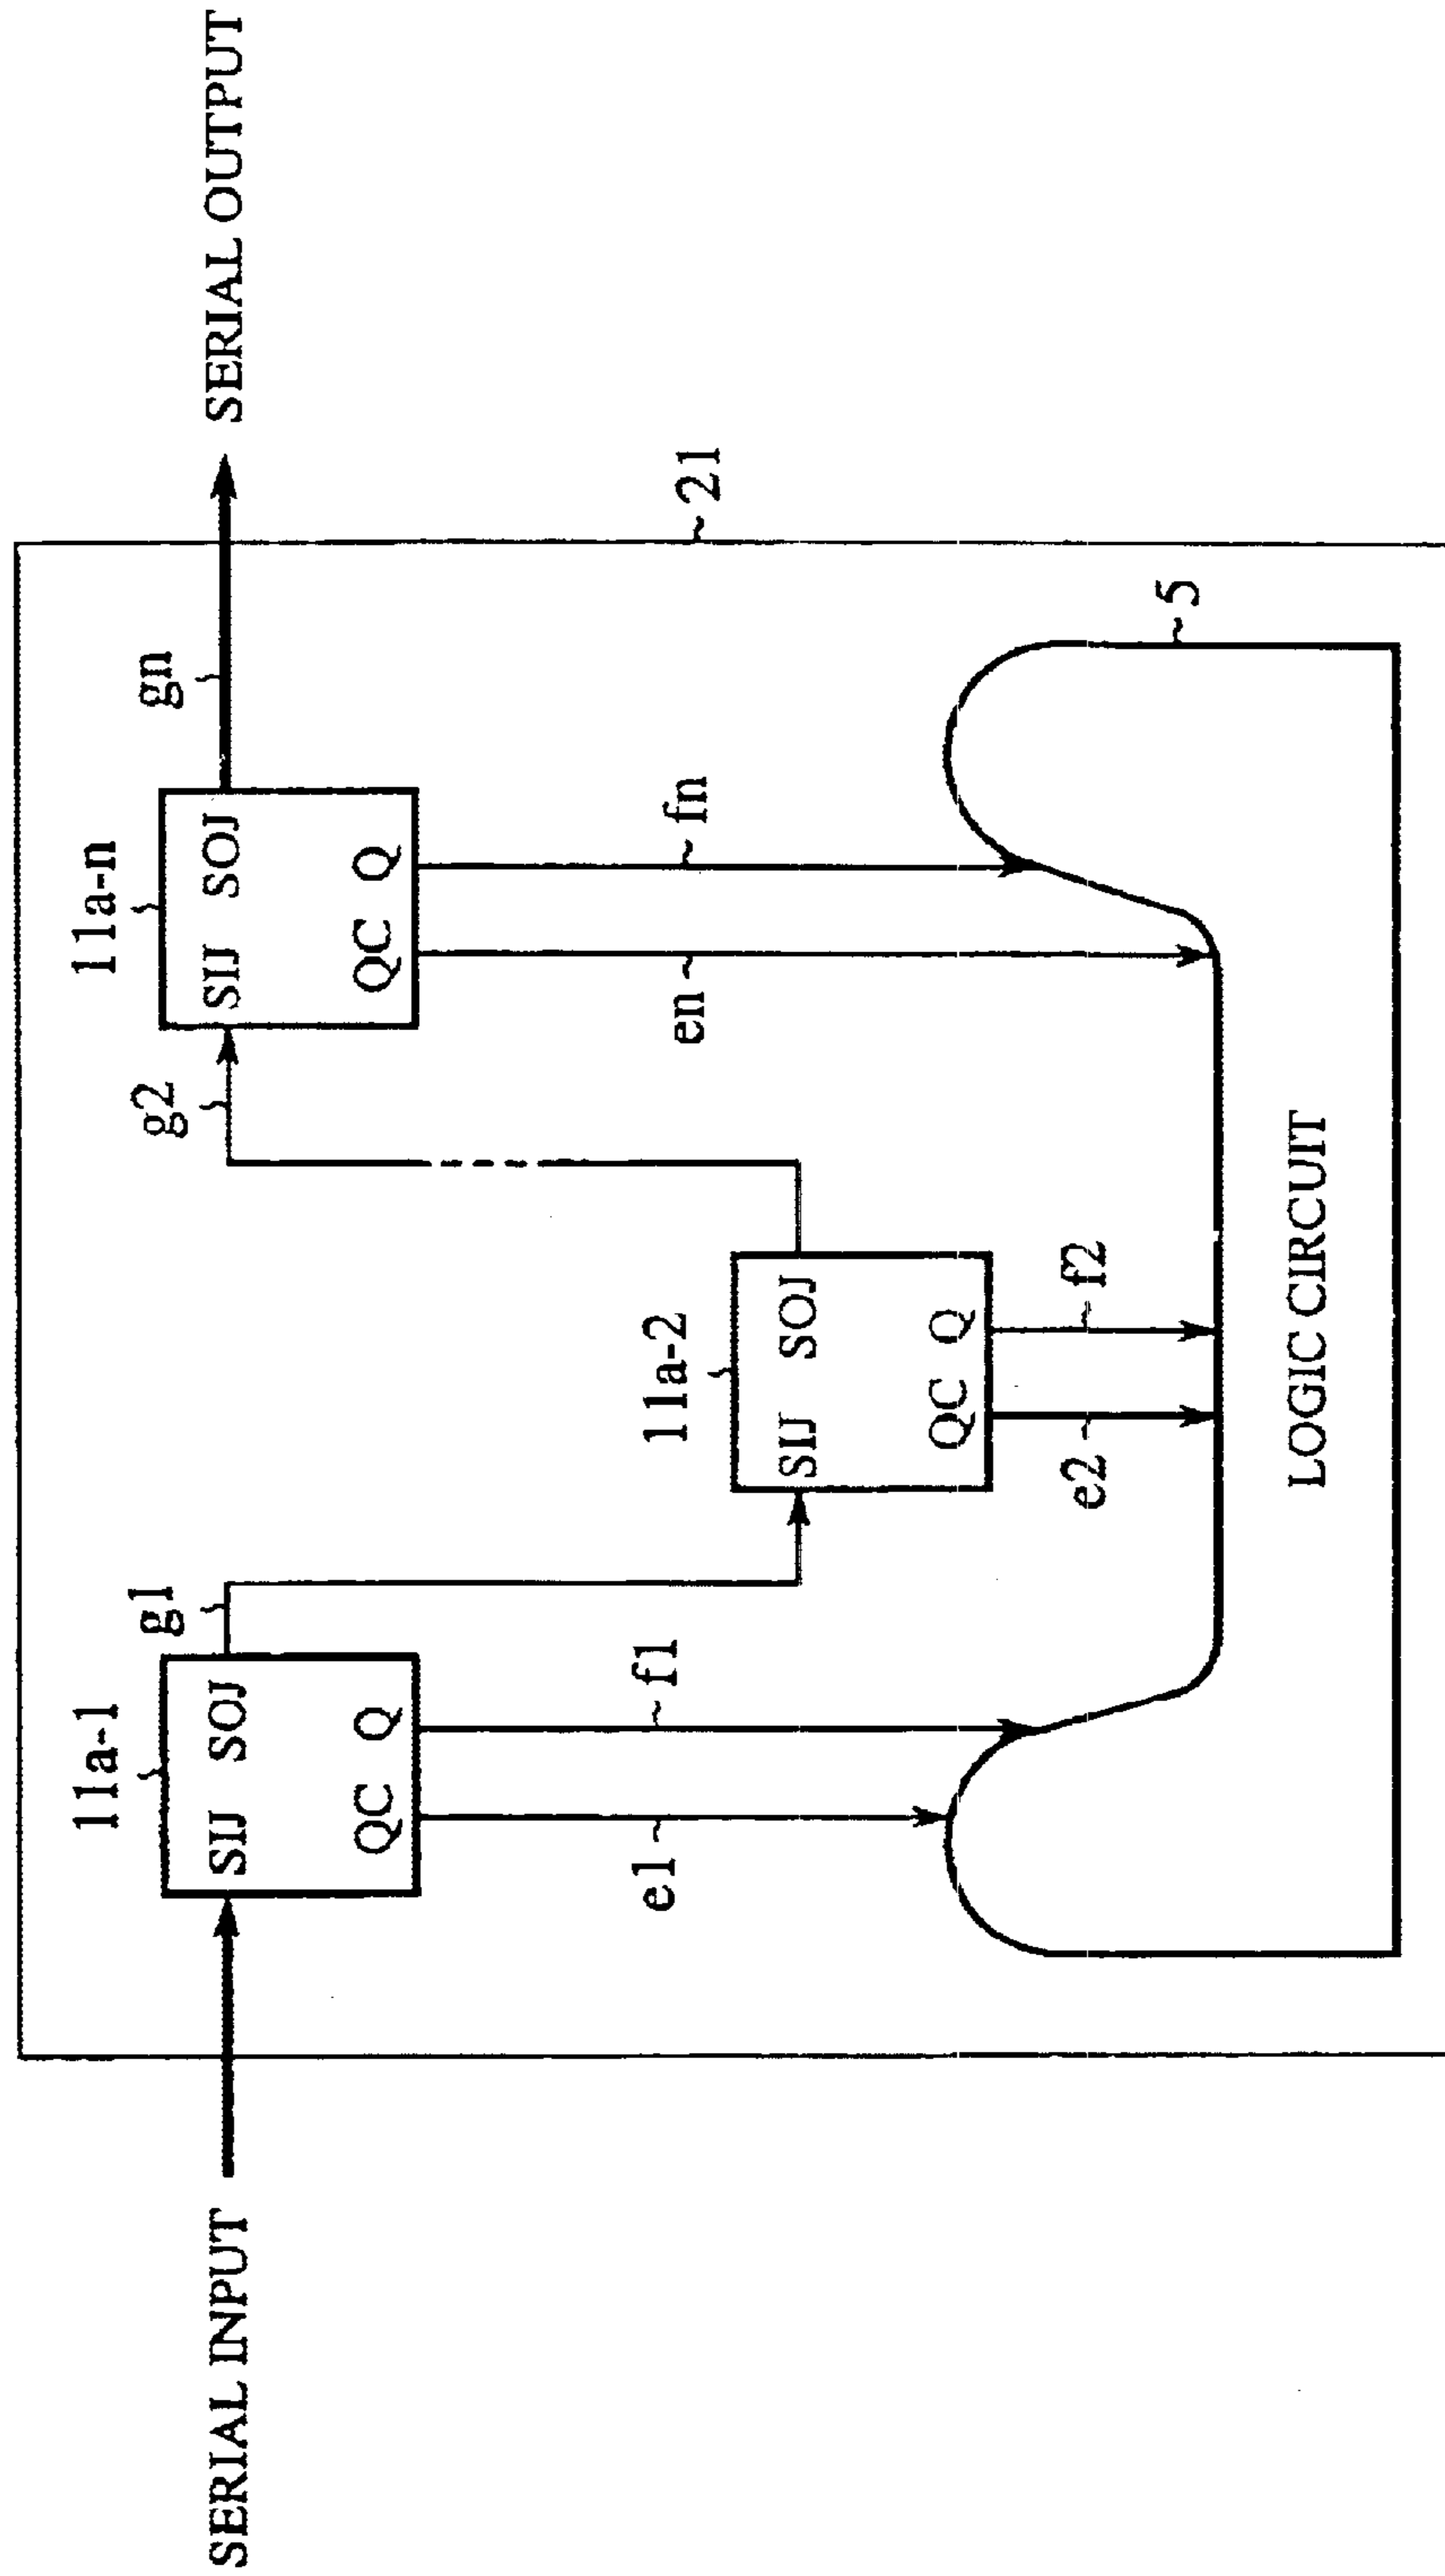 SERIAL INPUT
SERIAL OUTPUT
11a-1
g1
g2
11a-n
gn
SIJ SOJ
QC Q
SIJ SOJ
QC Q
21
11a-2
SIJ SOJ
QC Q
e1
f1
en
fn
e2
f2
5
LOGIC CIRCUIT